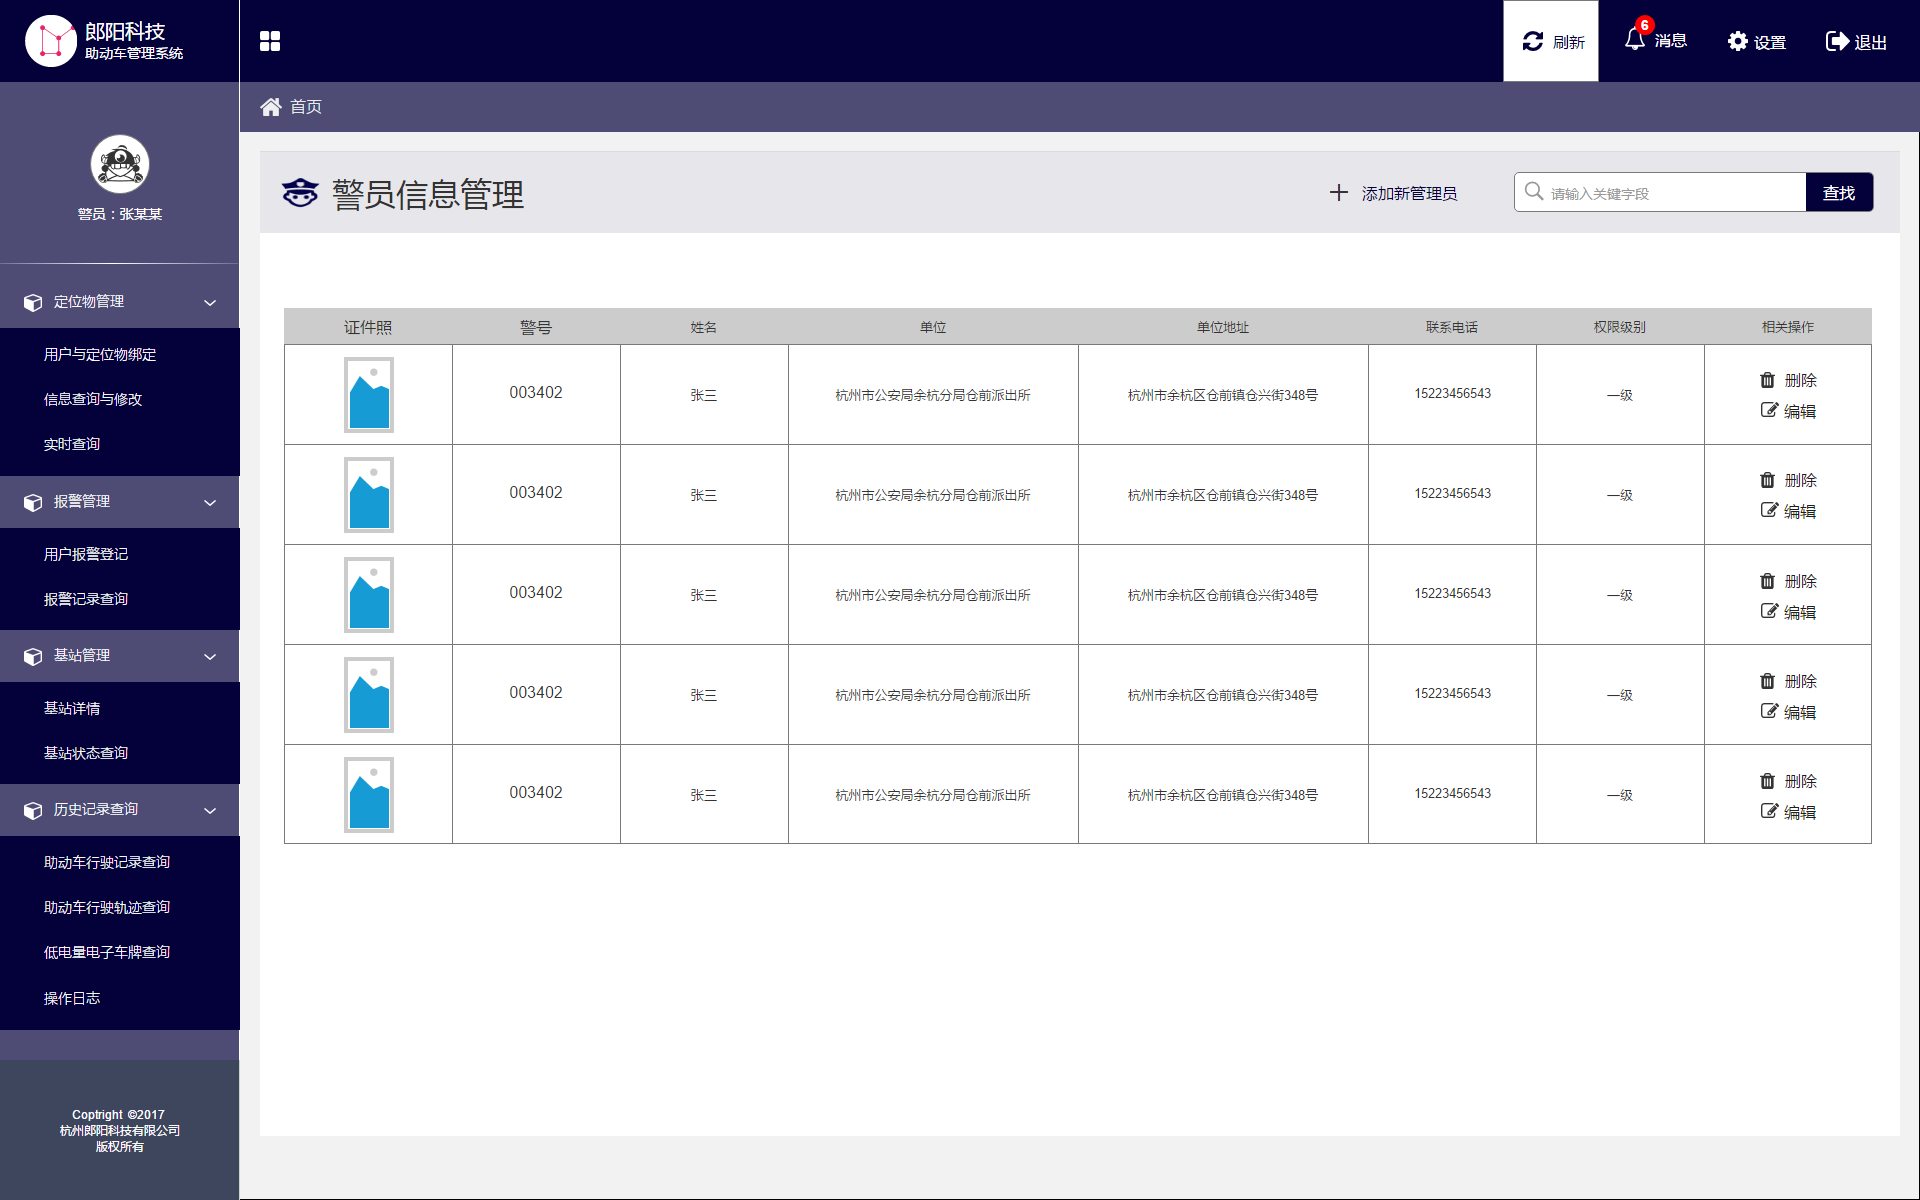 郎阳科技
助动车管理系统
刷新
6
消息
设置
退出
首页
警员：张某某
定位物管理
用户与定位物绑定
信息查询与修改
实时查询
报警管理
用户报警登记
报警记录查询
基站管理
基站详情
基站状态查询
历史记录查询
助动车行驶记录查询
助动车行驶轨迹查询
低电量电子车牌查询
操作日志
Coptright ©2017
杭州郎阳科技有限公司
版权所有
警员信息管理
添加新管理员
请输入关键字段
查找
证件照 警号 姓名 单位 单位地址 联系电话 权限级别 相关操作
003402 张三 杭州市公安局余杭分局仓前派出所 杭州市余杭区仓前镇仓兴街348号 15223456543 一级 删除
编辑
003402 张三 杭州市公安局余杭分局仓前派出所 杭州市余杭区仓前镇仓兴街348号 15223456543 一级 删除
编辑
003402 张三 杭州市公安局余杭分局仓前派出所 杭州市余杭区仓前镇仓兴街348号 15223456543 一级 删除
编辑
003402 张三 杭州市公安局余杭分局仓前派出所 杭州市余杭区仓前镇仓兴街348号 15223456543 一级 删除
编辑
003402 张三 杭州市公安局余杭分局仓前派出所 杭州市余杭区仓前镇仓兴街348号 15223456543 一级 删除
编辑